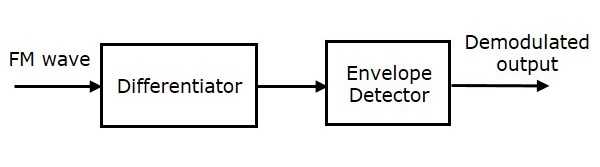 FM wave
Differentiator
Envelope
Detector
Demodulated
output